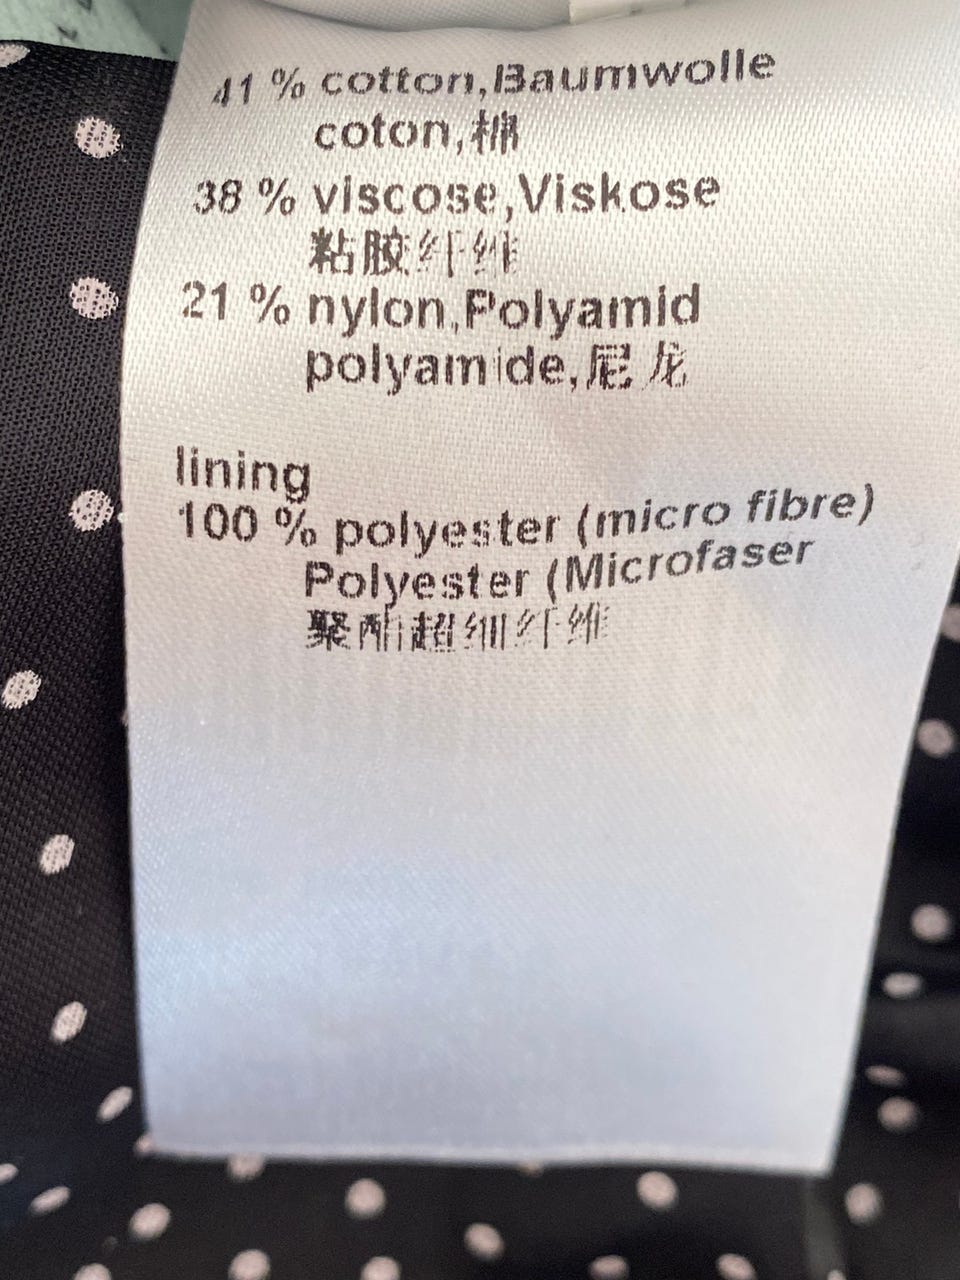 41 % cotton,Baumwolle
coton,棉
38 % viscose,Viskose
粘胶纤维
21 % nylon,Polyamid
polyamide,尼龙
lining
100 % polyester (micro fibre)
Polyester (Microfaser
聚酯超细纤维